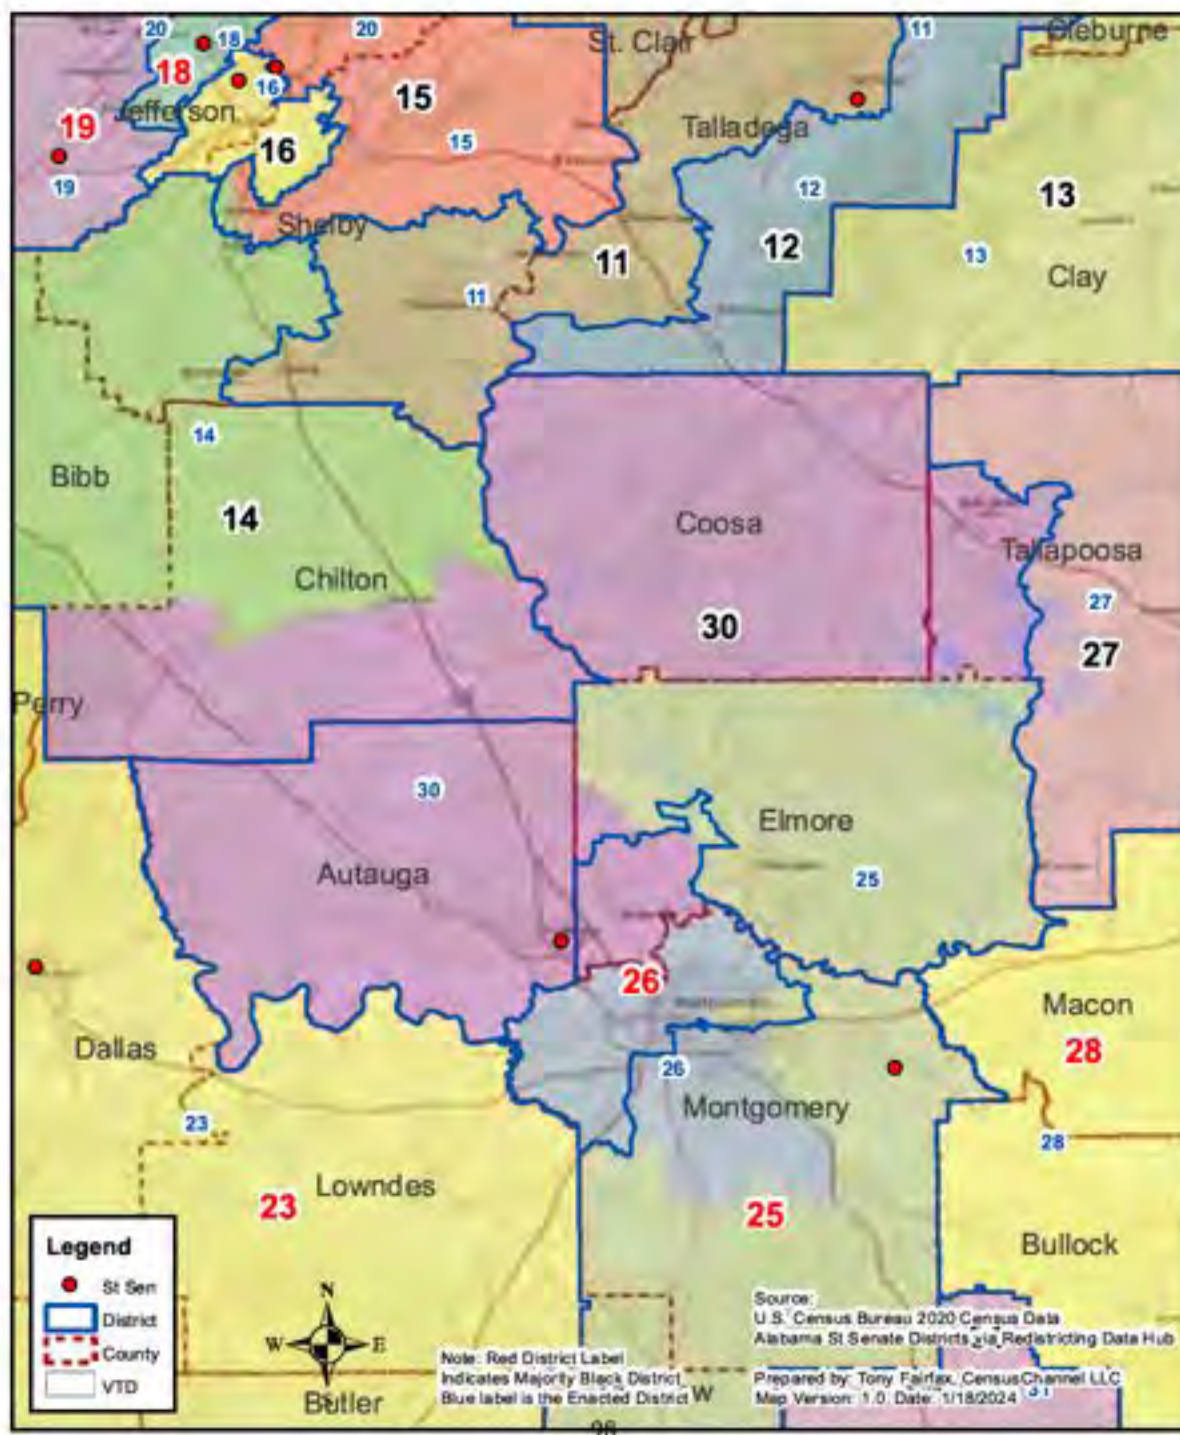 20
18
20
11
St. Clair
Cleburne
18
15
16
Jefferson
Talladega
19
15
16
19
12
13
Shelby
12
11
13
Clay
11
14
Bibb
14
Coosa
Tallapoosa
Chilton
27
30
27
Perry
30
Elmore
Autauga
25
26
Macon
28
Dallas
26
Montgomery
23
28
Lowndes
23
25
Bullock
Legend
St Sen
District
County
VTD
N
W
E
S
Source:
U.S. Census Bureau 2020 Census Data
Alabama St Senate Districts via Redistricting Data Hub
Note: Red District Label
Indicates Majority Black District
Blue label is the Enacted District
Prepared by: Tony Fairfax, CensusChannel LLC
Map Version: 1.0 Date: 1/18/2024
31
Butler